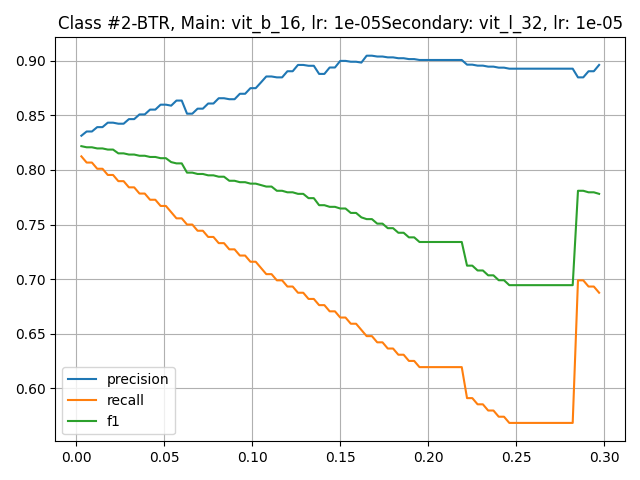 Class #2-BTR, Main: vit_b_16, lr: 1e-05Secondary: vit_l_32, lr: 1e-05
0.90
0.85
0.80
0.75
0.70
0.65
0.60
precision
recall
f1
0.00 0.05 0.10 0.15 0.20 0.25 0.30